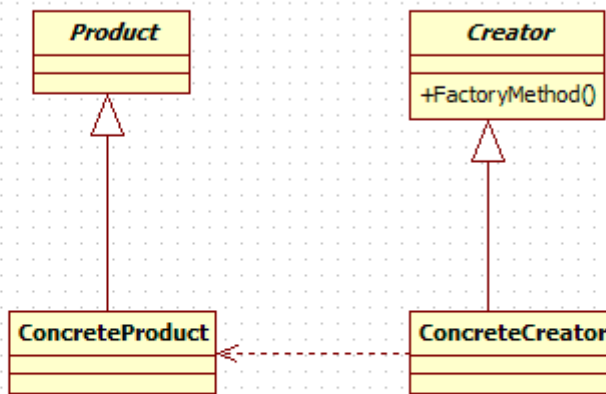 Product
Creator
+FactoryMethod()
ConcreteProduct
ConcreteCreator